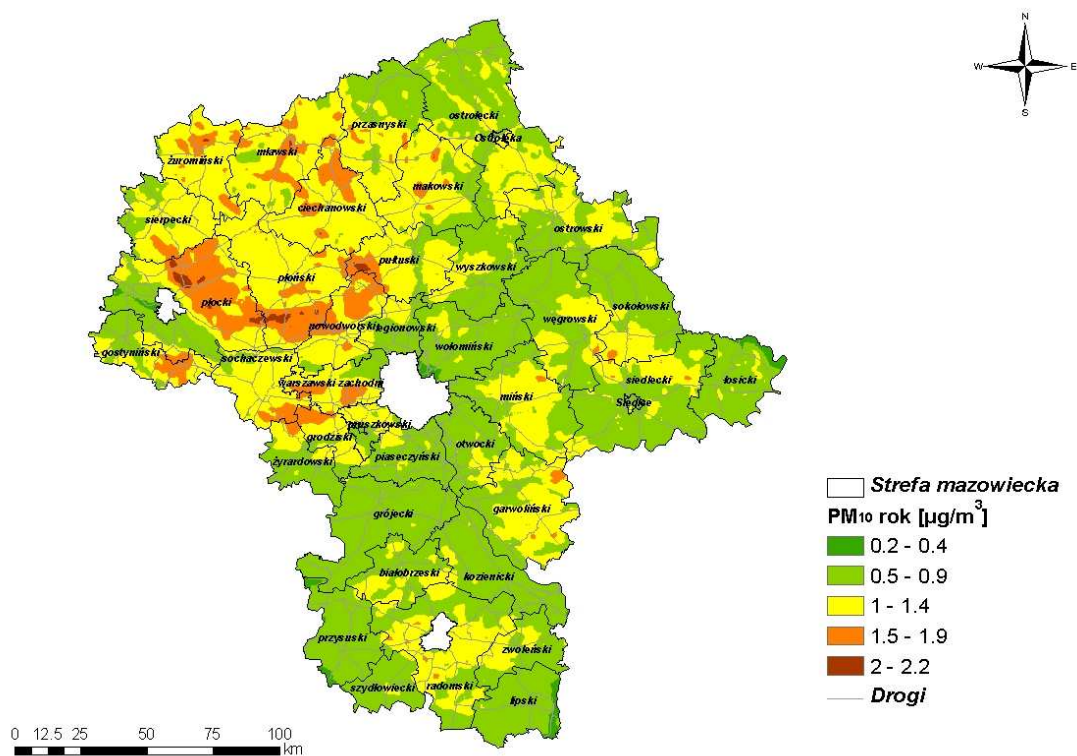 N
W
E
S
ostrołęcki
przasnyski
Ostrołęka
mławski
żuromiński
makowski
ciechanowski
sierpecki
ostrowski
pułtuski
wyszkowski
płoński
płocki
sokołowski
węgrowski
nowodworski
legionowski
wołomiński
gostyniński
sochaczewski
siedlecki
łosicki
warszawski zachodni
miński
Siedlce
pruszkowski
grodziski
otwocki
żyrardowski
piaseczyński
garwoliński
grójecki
białobrzeski
kozienicki
przysuski
zwoleński
szydłowiecki
radomski
lipski
Strefa mazowiecka
PM10 rok [µg/m³]
0.2 - 0.4
0.5 - 0.9
1 - 1.4
1.5 - 1.9
2 - 2.2
Drogi
0 12.5 25 50 75 100
km